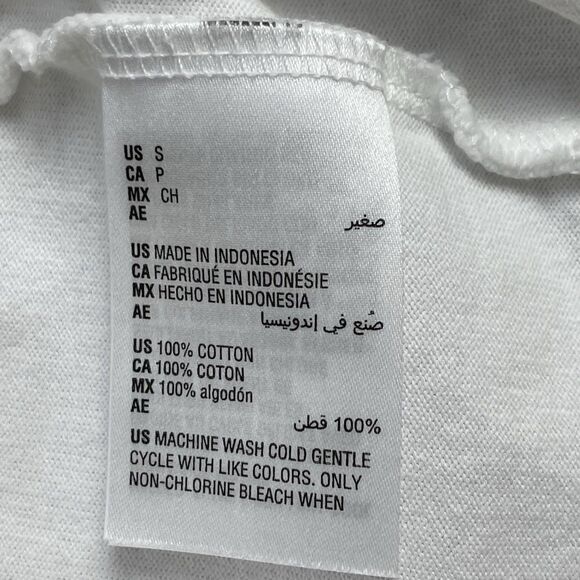 US S
CA P
MX CH
AE
صغير
US MADE IN INDONESIA
CA FABRIQUÉ EN INDONÉSIE
MX HECHO EN INDONESIA
AE صُنع في إندونيسيا
US 100% COTTON
CA 100% COTON
MX 100% algodón
AE
100% قطن
US MACHINE WASH COLD GENTLE
CYCLE WITH LIKE COLORS. ONLY
NON-CHLORINE BLEACH WHEN